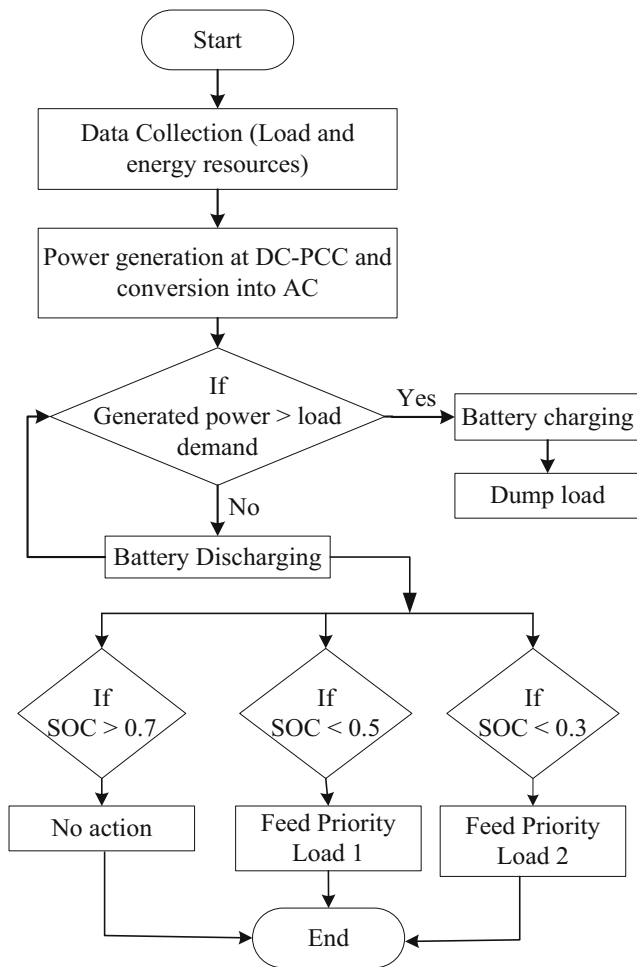 Start
Data Collection (Load and
energy resources)
Power generation at DC-PCC and
conversion into AC
If
Generated power > load
demand
Yes
Battery charging
Dump load
No
Battery Discharging
If
SOC > 0.7
If
SOC < 0.5
If
SOC < 0.3
No action
Feed Priority
Load 1
Feed Priority
Load 2
End